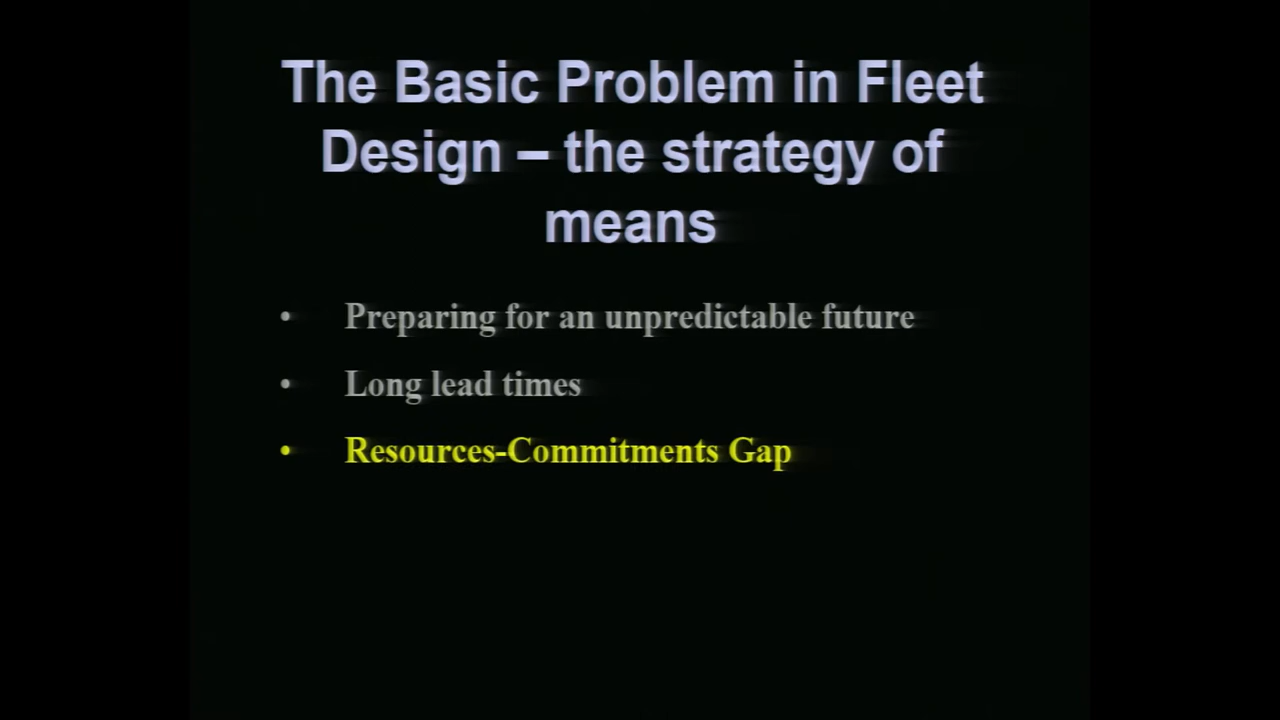 The Basic Problem in Fleet
Design – the strategy of
means
• Preparing for an unpredictable future
• Long lead times
• Resources-Commitments Gap